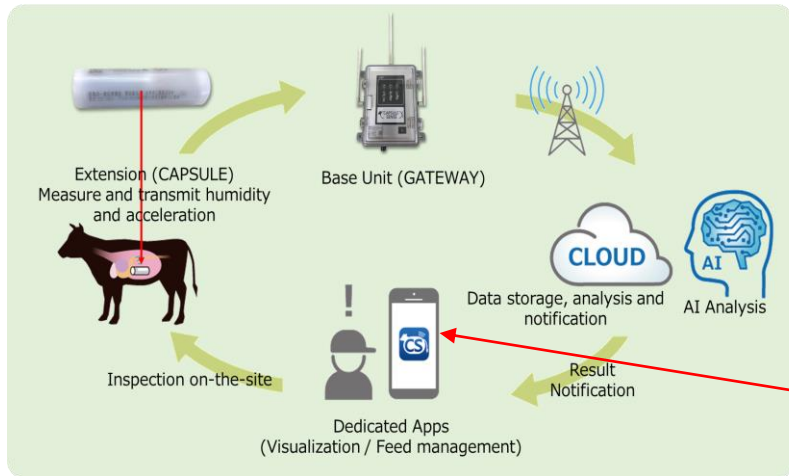 Extension (CAPSULE)
Measure and transmit humidity
and acceleration
Base Unit (GATEWAY)
CLOUD
AI
Data storage, analysis and
notification
AI Analysis
Result
Notification
CS
Dedicated Apps
(Visualization / Feed management)
Inspection on-the-site
!